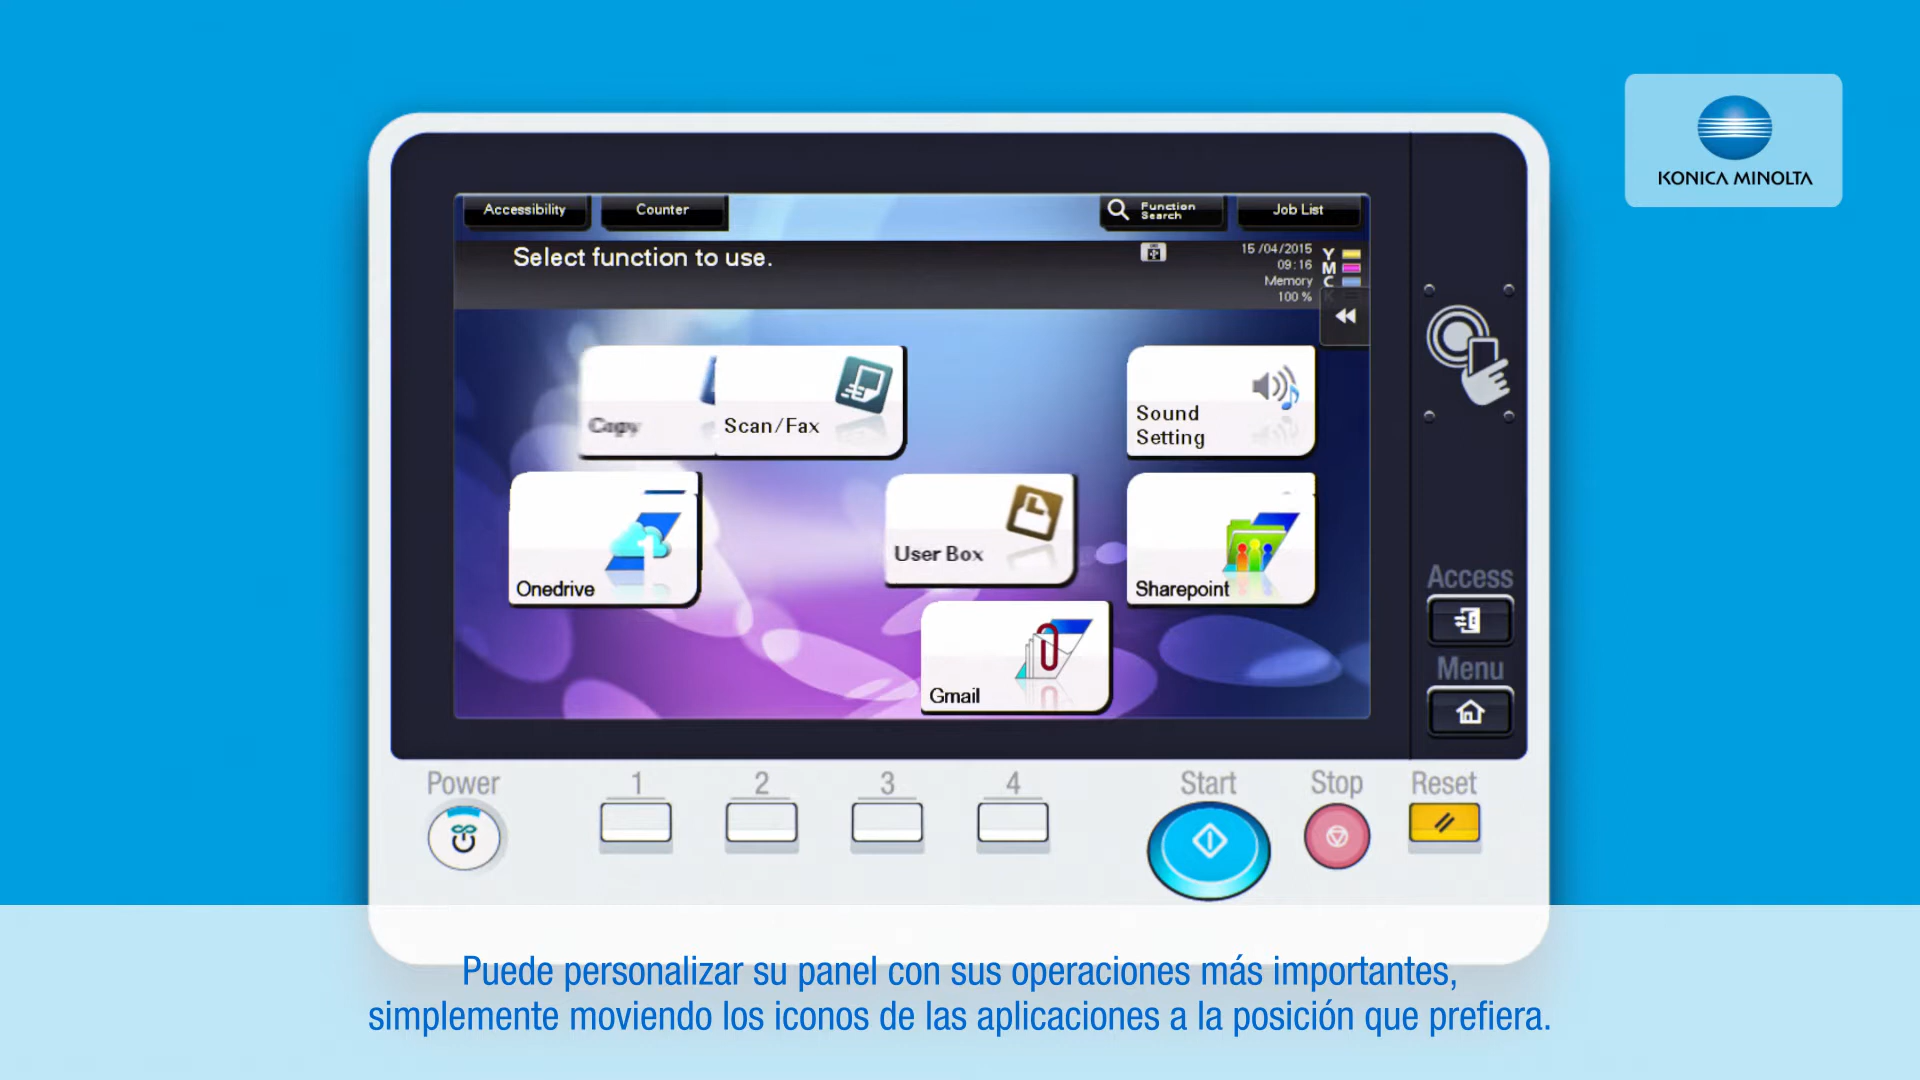 KONICA MINOLTA
Accessibility
Counter
Function
Search
Job List
Select function to use.
15/04/2015
09:16
Memory
100 %
Y
M
C
K
Copy
Scan/Fax
Sound
Setting
Onedrive
User Box
Sharepoint
Gmail
Access
Menu
Power
1
2
3
4
Start
Stop
Reset
Puede personalizar su panel con sus operaciones más importantes,
simplemente moviendo los iconos de las aplicaciones a la posición que prefiera.